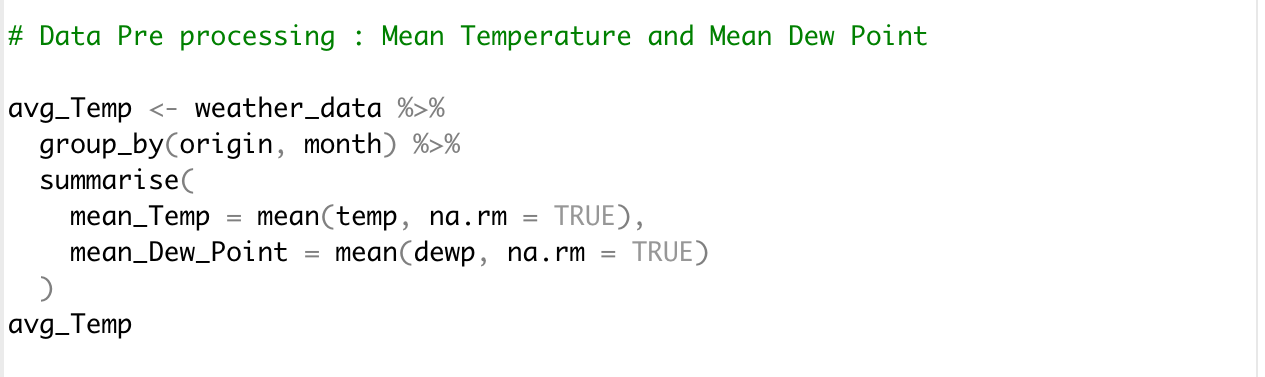 # Data Pre processing : Mean Temperature and Mean Dew Point
avg_Temp <- weather_data %>%
  group_by(origin, month) %>%
  summarise(
    mean_Temp = mean(temp, na.rm = TRUE),
    mean_Dew_Point = mean(dewp, na.rm = TRUE)
  )
avg_Temp